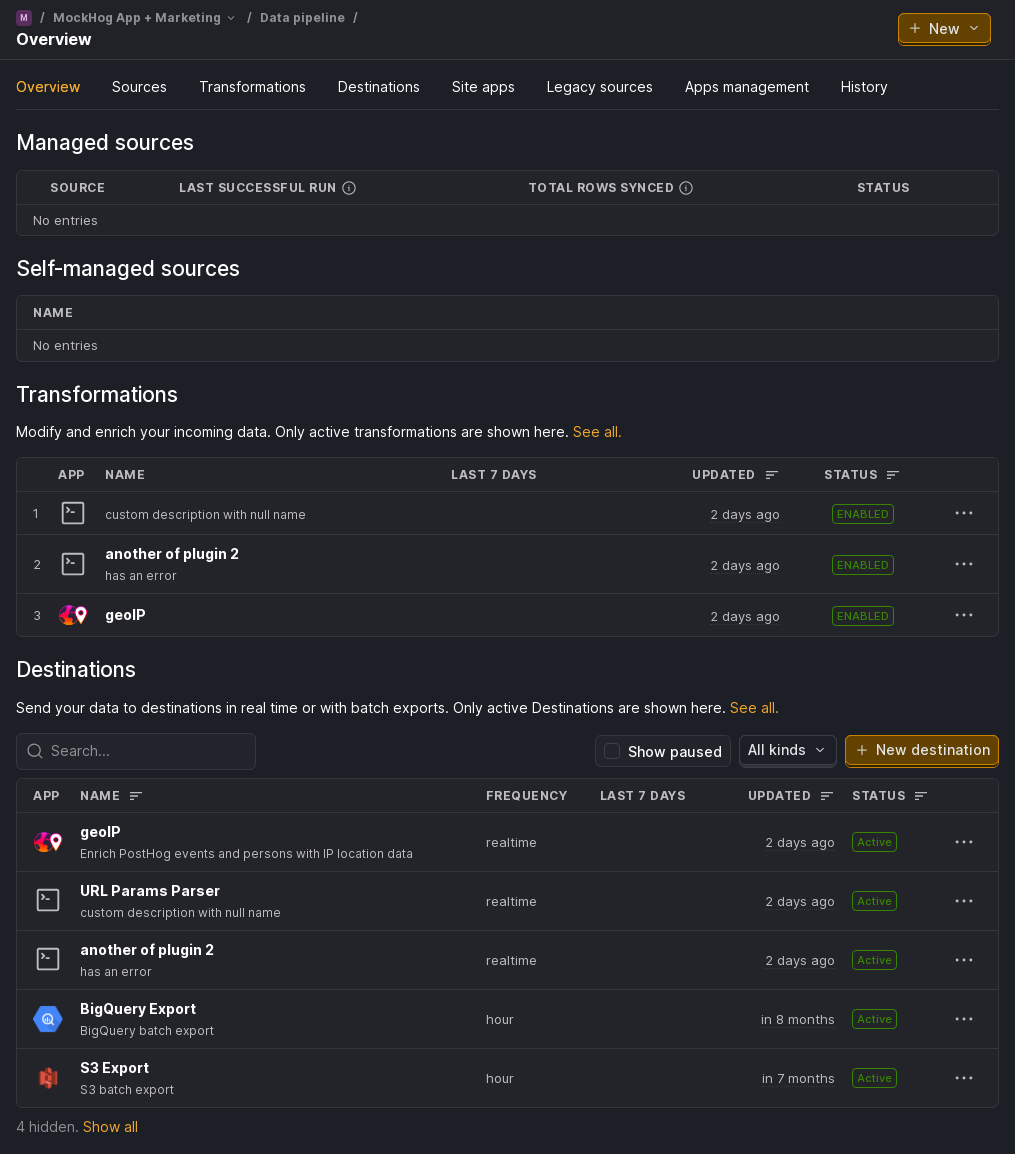 M / MockHog App + Marketing / Data pipeline /
Overview
New
Overview Sources Transformations Destinations Site apps Legacy sources Apps management History
Managed sources
SOURCE LAST SUCCESSFUL RUN TOTAL ROWS SYNCED STATUS
No entries
Self-managed sources
NAME
No entries
Transformations
Modify and enrich your incoming data. Only active transformations are shown here. See all.
APP NAME LAST 7 DAYS UPDATED STATUS
1 custom description with null name 2 days ago ENABLED
another of plugin 2
2 2 days ago ENABLED
has an error
3 geoIP 2 days ago ENABLED
Destinations
Send your data to destinations in real time or with batch exports. Only active Destinations are shown here. See all.
Search... Show paused All kinds New destination
APP NAME FREQUENCY LAST 7 DAYS UPDATED STATUS
geoIP
realtime 2 days ago Active
Enrich PostHog events and persons with IP location data
URL Params Parser
realtime 2 days ago Active
custom description with null name
another of plugin 2
realtime 2 days ago Active
has an error
BigQuery Export
hour in 8 months Active
BigQuery batch export
S3 Export
hour in 7 months Active
S3 batch export
4 hidden. Show all